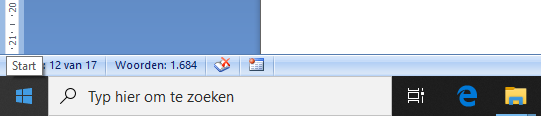 20
21
Start : 12 van 17 Woorden: 1.684
Typ hier om te zoeken